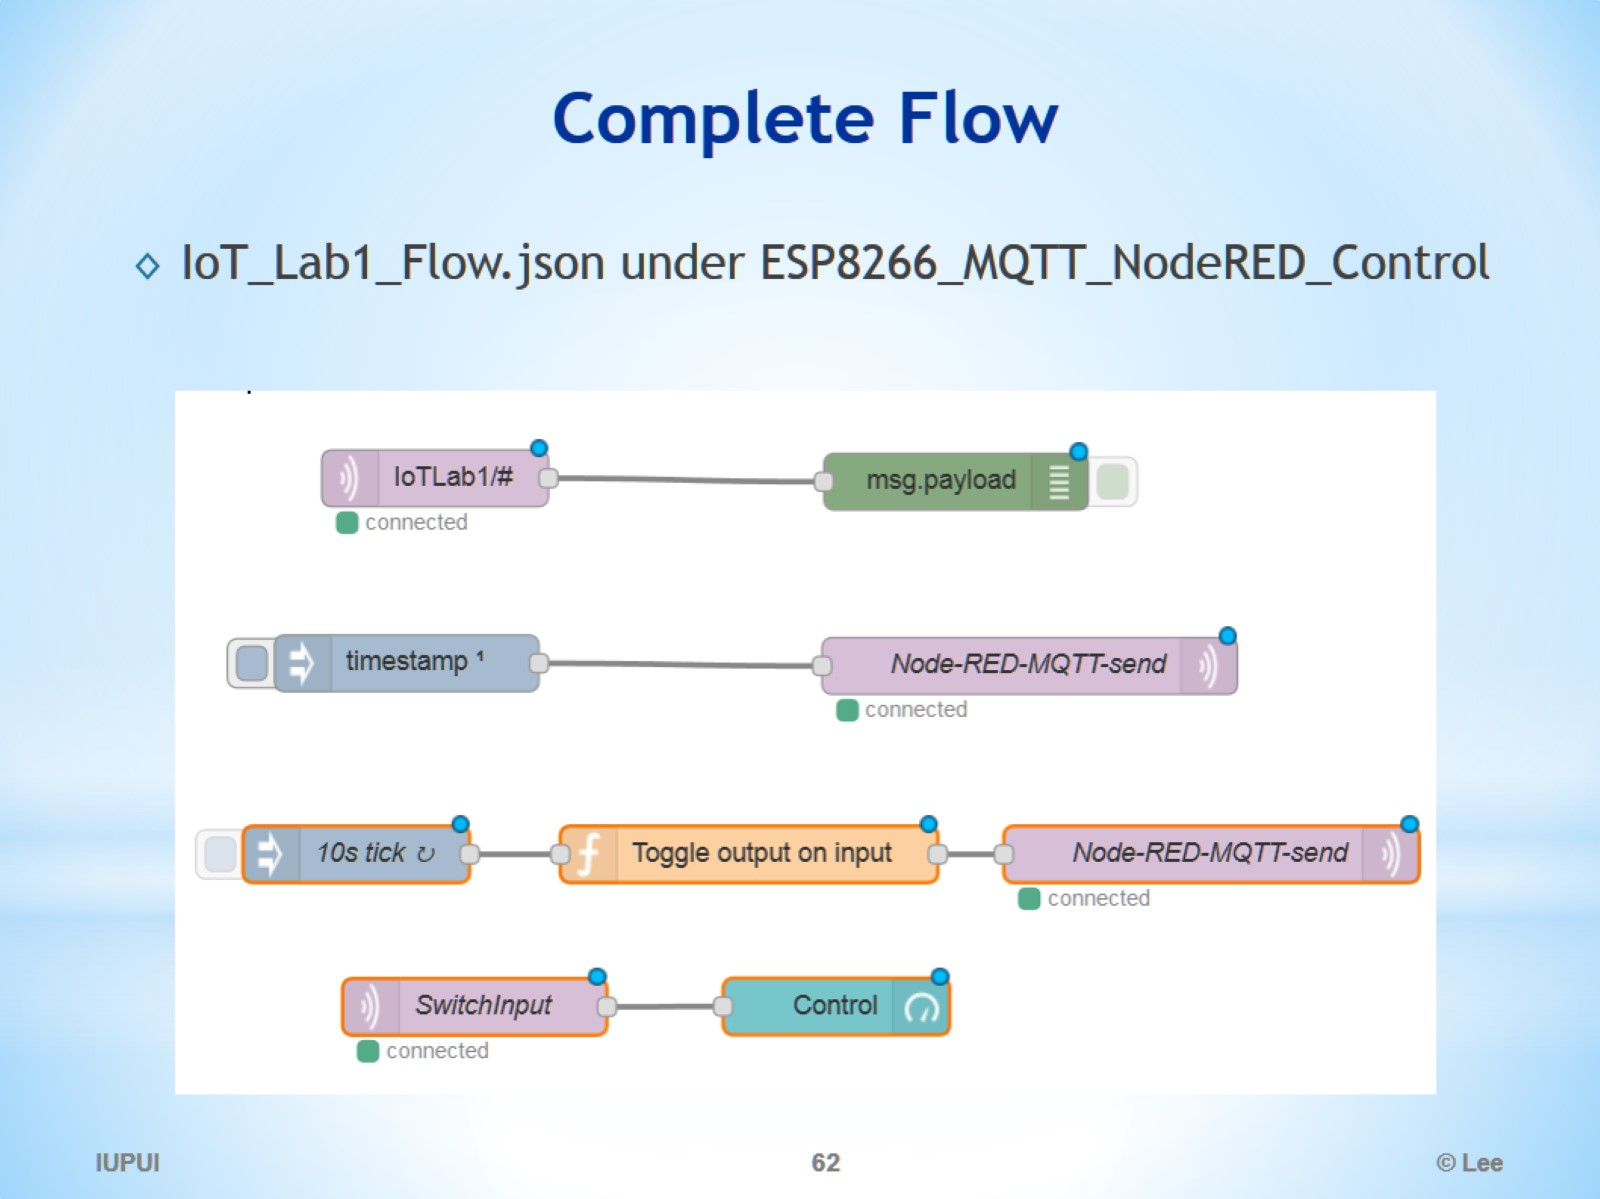 Complete Flow
IoT_Lab1_Flow.json under ESP8266_MQTT_NodeRED_Control
IoTLab1/#
msg.payload
connected
timestamp ¹
Node-RED-MQTT-send
connected
10s tick ↻
Toggle output on input
Node-RED-MQTT-send
connected
SwitchInput
Control
connected
IUPUI
62
© Lee